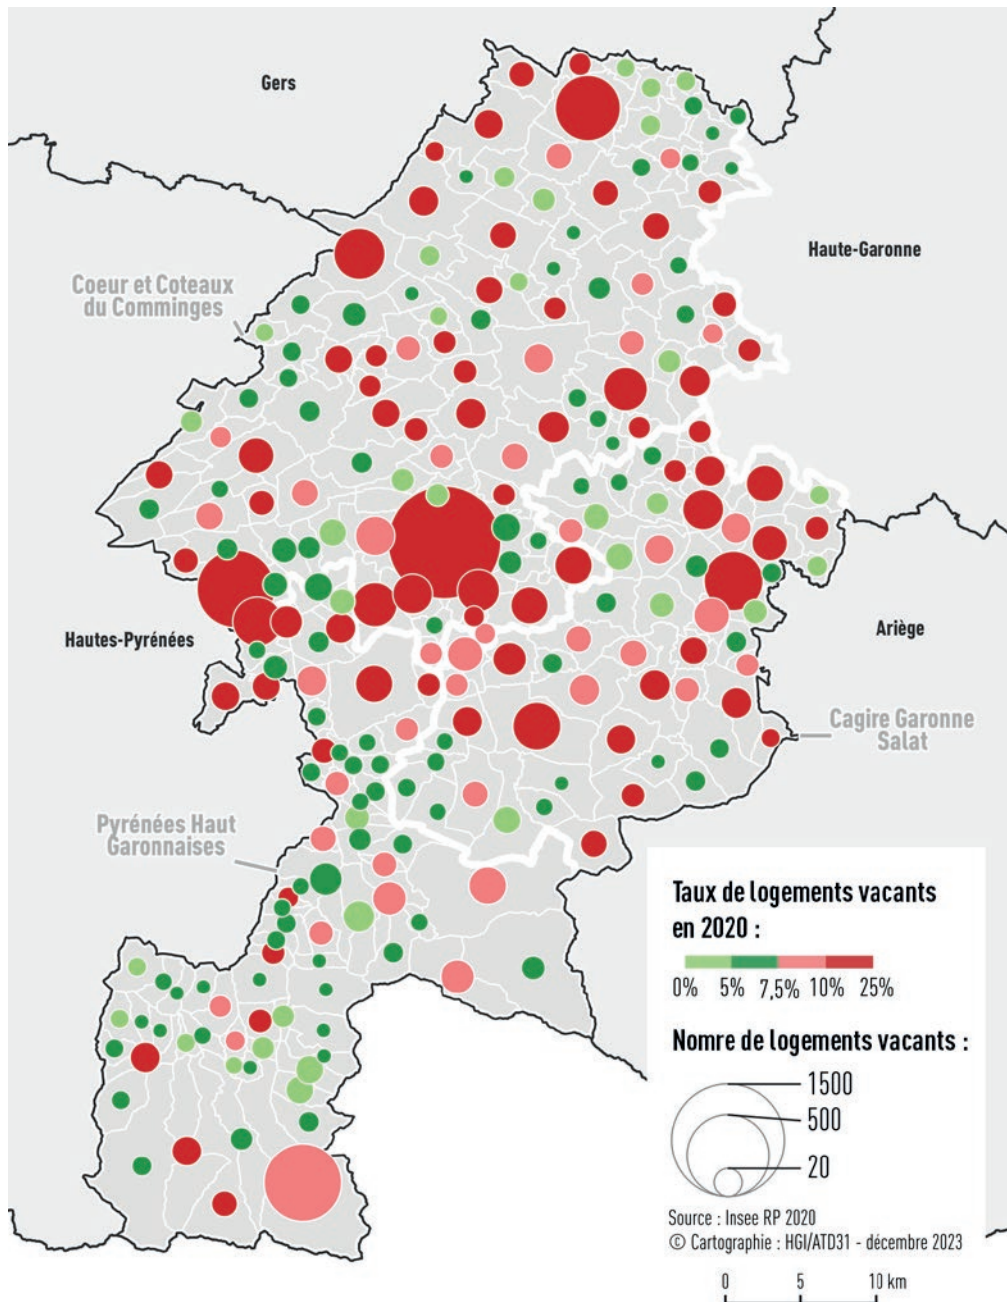 Gers
Haute-Garonne
Coeur et Coteaux
du Comminges
Hautes-Pyrénées
Ariège
Cagire Garonne
Salat
Pyrénées Haut
Garonnaises
Taux de logements vacants
en 2020 :
0% 5% 7,5% 10% 25%
Nomre de logements vacants :
1500
500
20
Source : Insee RP 2020
© Cartographie : HGI/ATD31 - décembre 2023
0 5 10 km